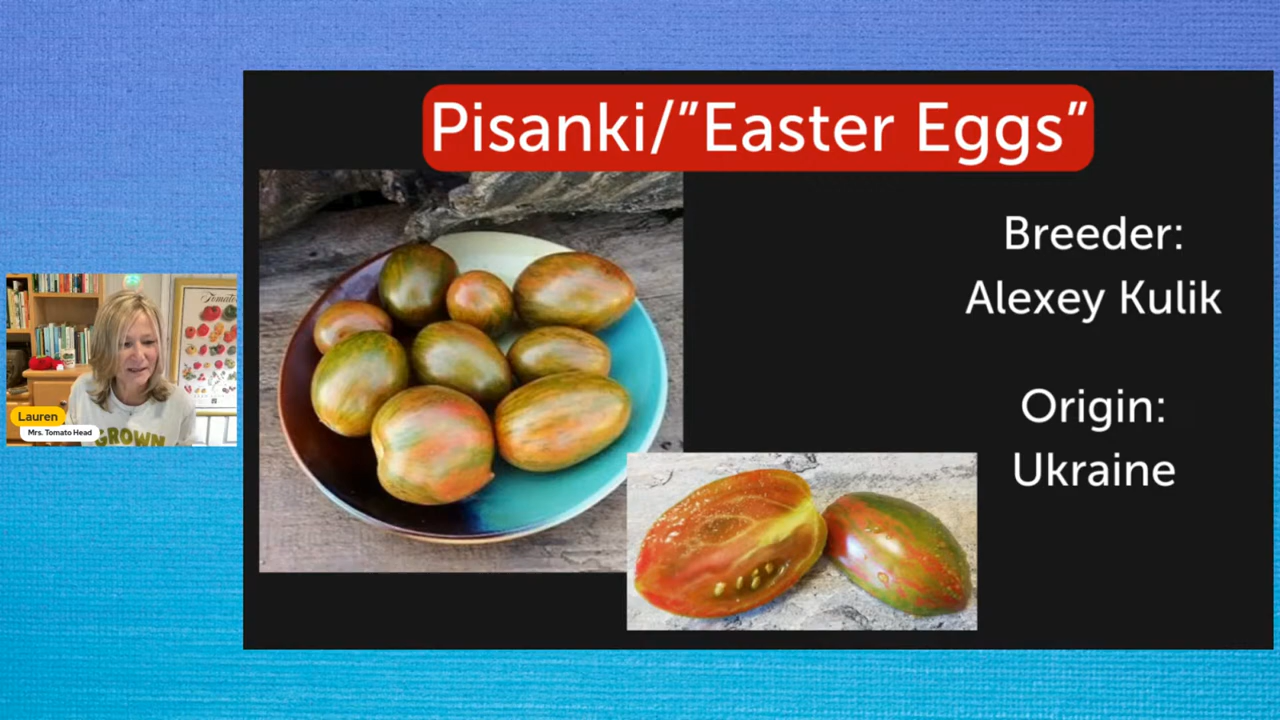 Pisanki/"Easter Eggs"
Breeder:
Alexey Kulik
Origin:
Ukraine
Lauren
Mrs. Tomato Head
GROWN